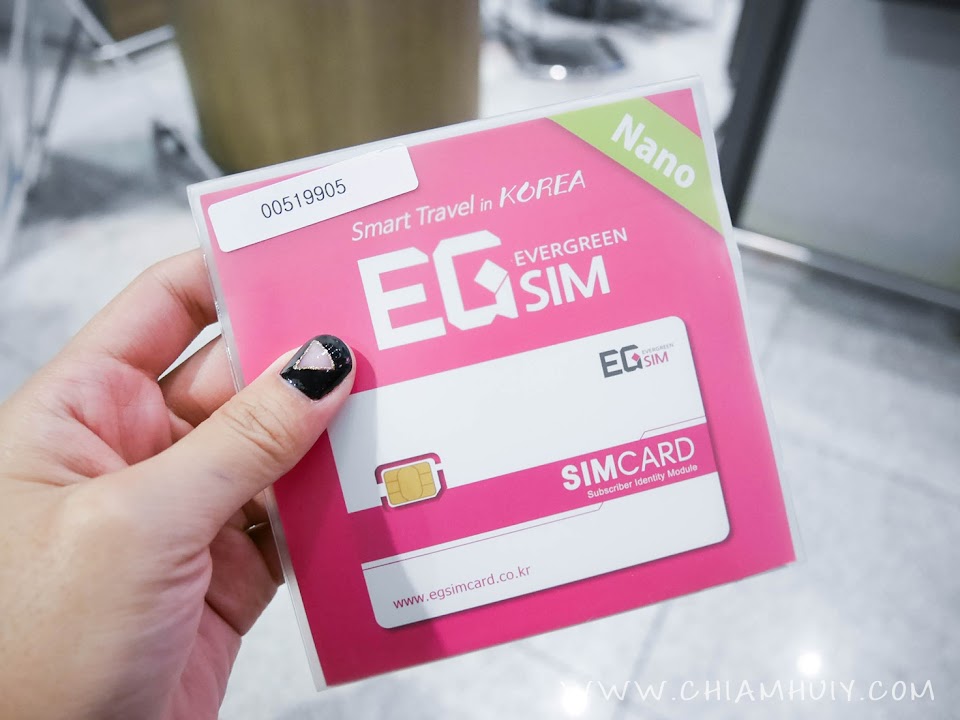 00519905
Nano
Smart Travel in KOREA
EG EVERGREEN
SIM
EG EVERGREEN
SIM
SIMCARD
Subscriber Identity Module
www.egsimcard.co.kr
WWW.CHIAMHUIY.COM